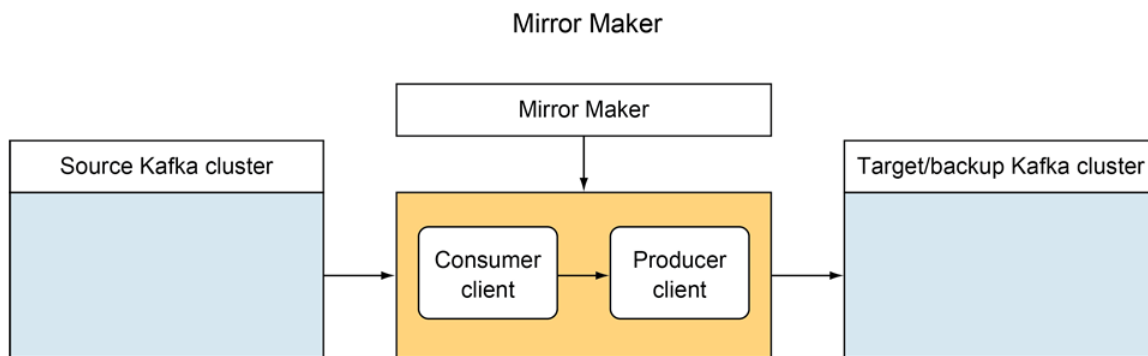 Mirror Maker
Mirror Maker
Source Kafka cluster
Target/backup Kafka cluster
Consumer
client
Producer
client